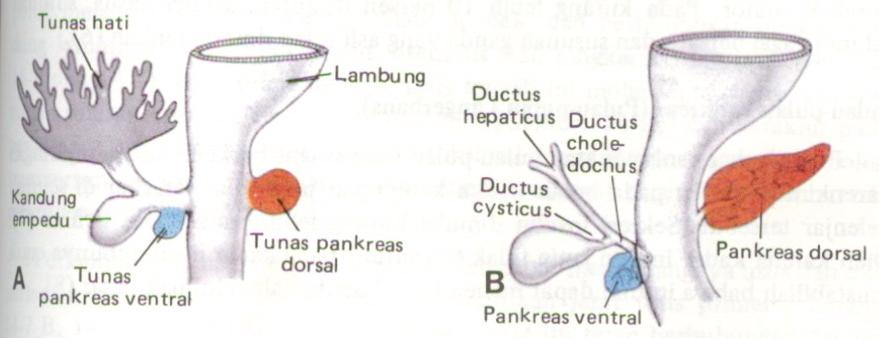 Tunas hati
Lambung
Kandung
empedu
Tunas pankreas
dorsal
A
Tunas
pankreas ventral
Ductus
hepaticus
Ductus
chole-
dochus
Ductus
cysticus
Pankreas dorsal
B
Pankreas ventral